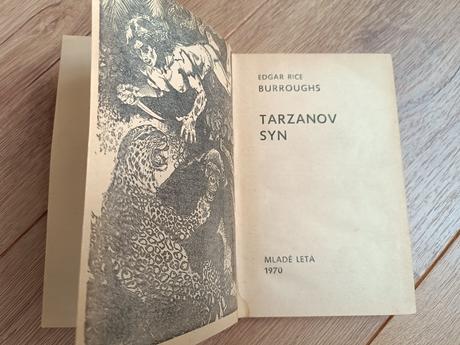 EDGAR RICE
BURROUGHS
TARZANOV
SYN
MLADÉ LETÁ
1970